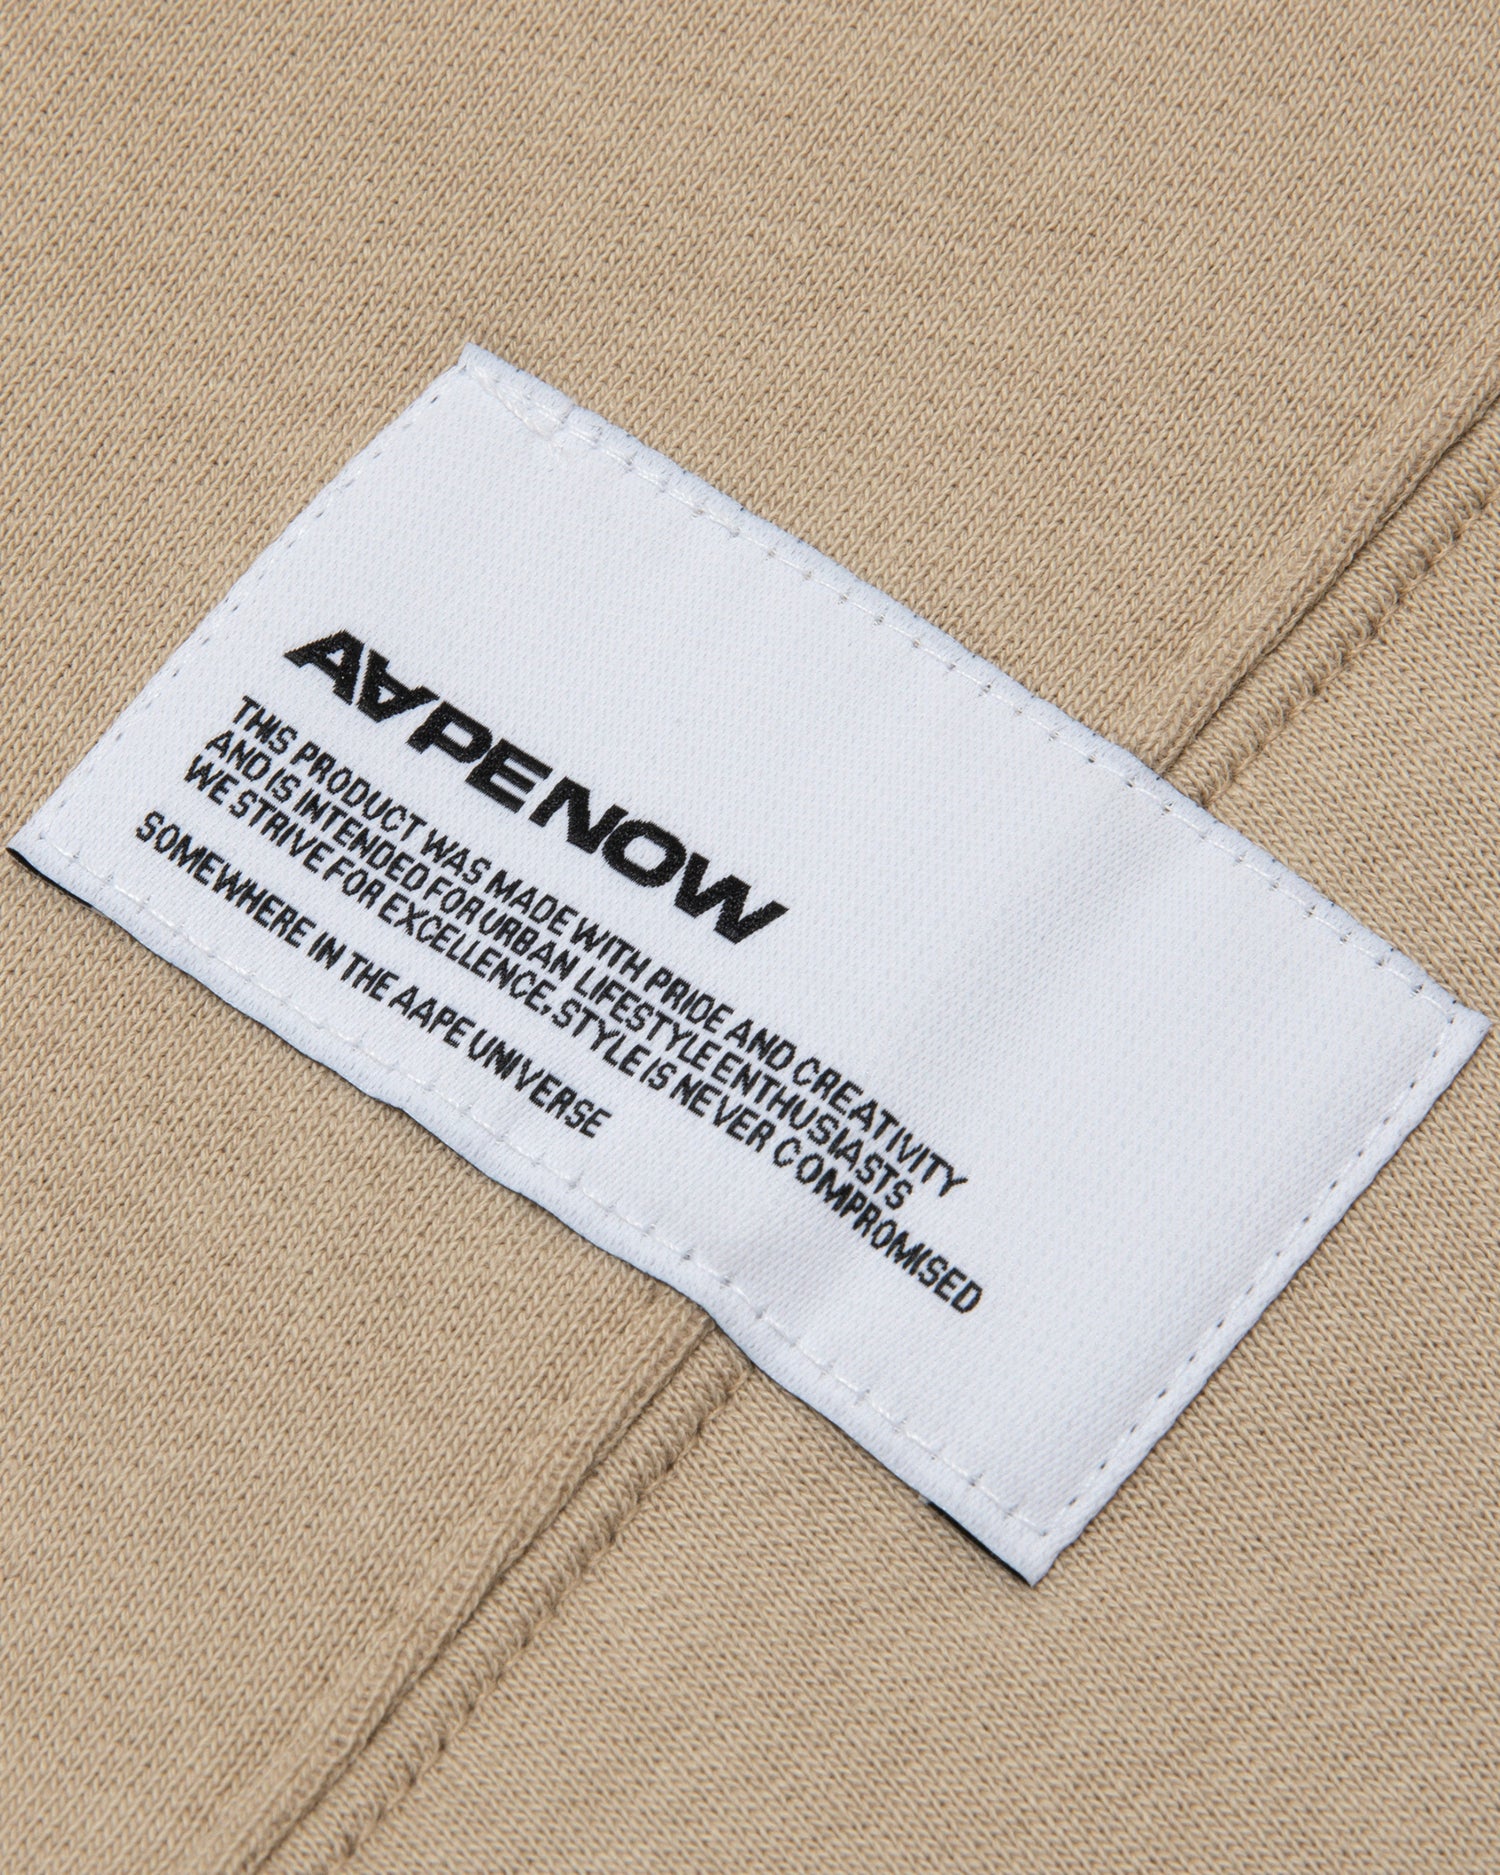 AAPE NOW
THIS PRODUCT WAS MADE WITH PRIDE AND CREATIVITY
AND IS INTENDED FOR URBAN LIFESTYLE ENTHUSIASTS
WE STRIVE FOR EXCELLENCE, STYLE IS NEVER COMPROMISED
SOMEWHERE IN THE AAPE UNIVERSE